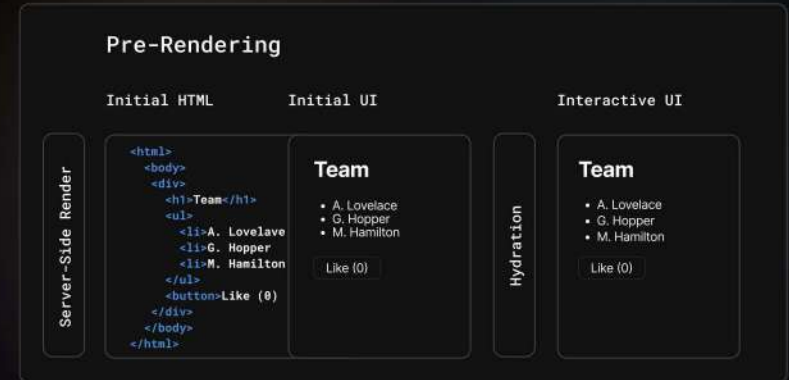 Pre-Rendering
Initial HTML
Initial UI
Interactive UI
Server-Side Render
<html>
<body>
<div>
<h1>Team</h1>
<ul>
<li>A. Lovelave
<li>G. Hopper
<li>M. Hamilton
</ul>
<button>Like (0)
</div>
</body>
</html>
Team
• A. Lovelace
• G. Hopper
• M. Hamilton
Like (0)
Hydration
Team
• A. Lovelace
• G. Hopper
• M. Hamilton
Like (0)